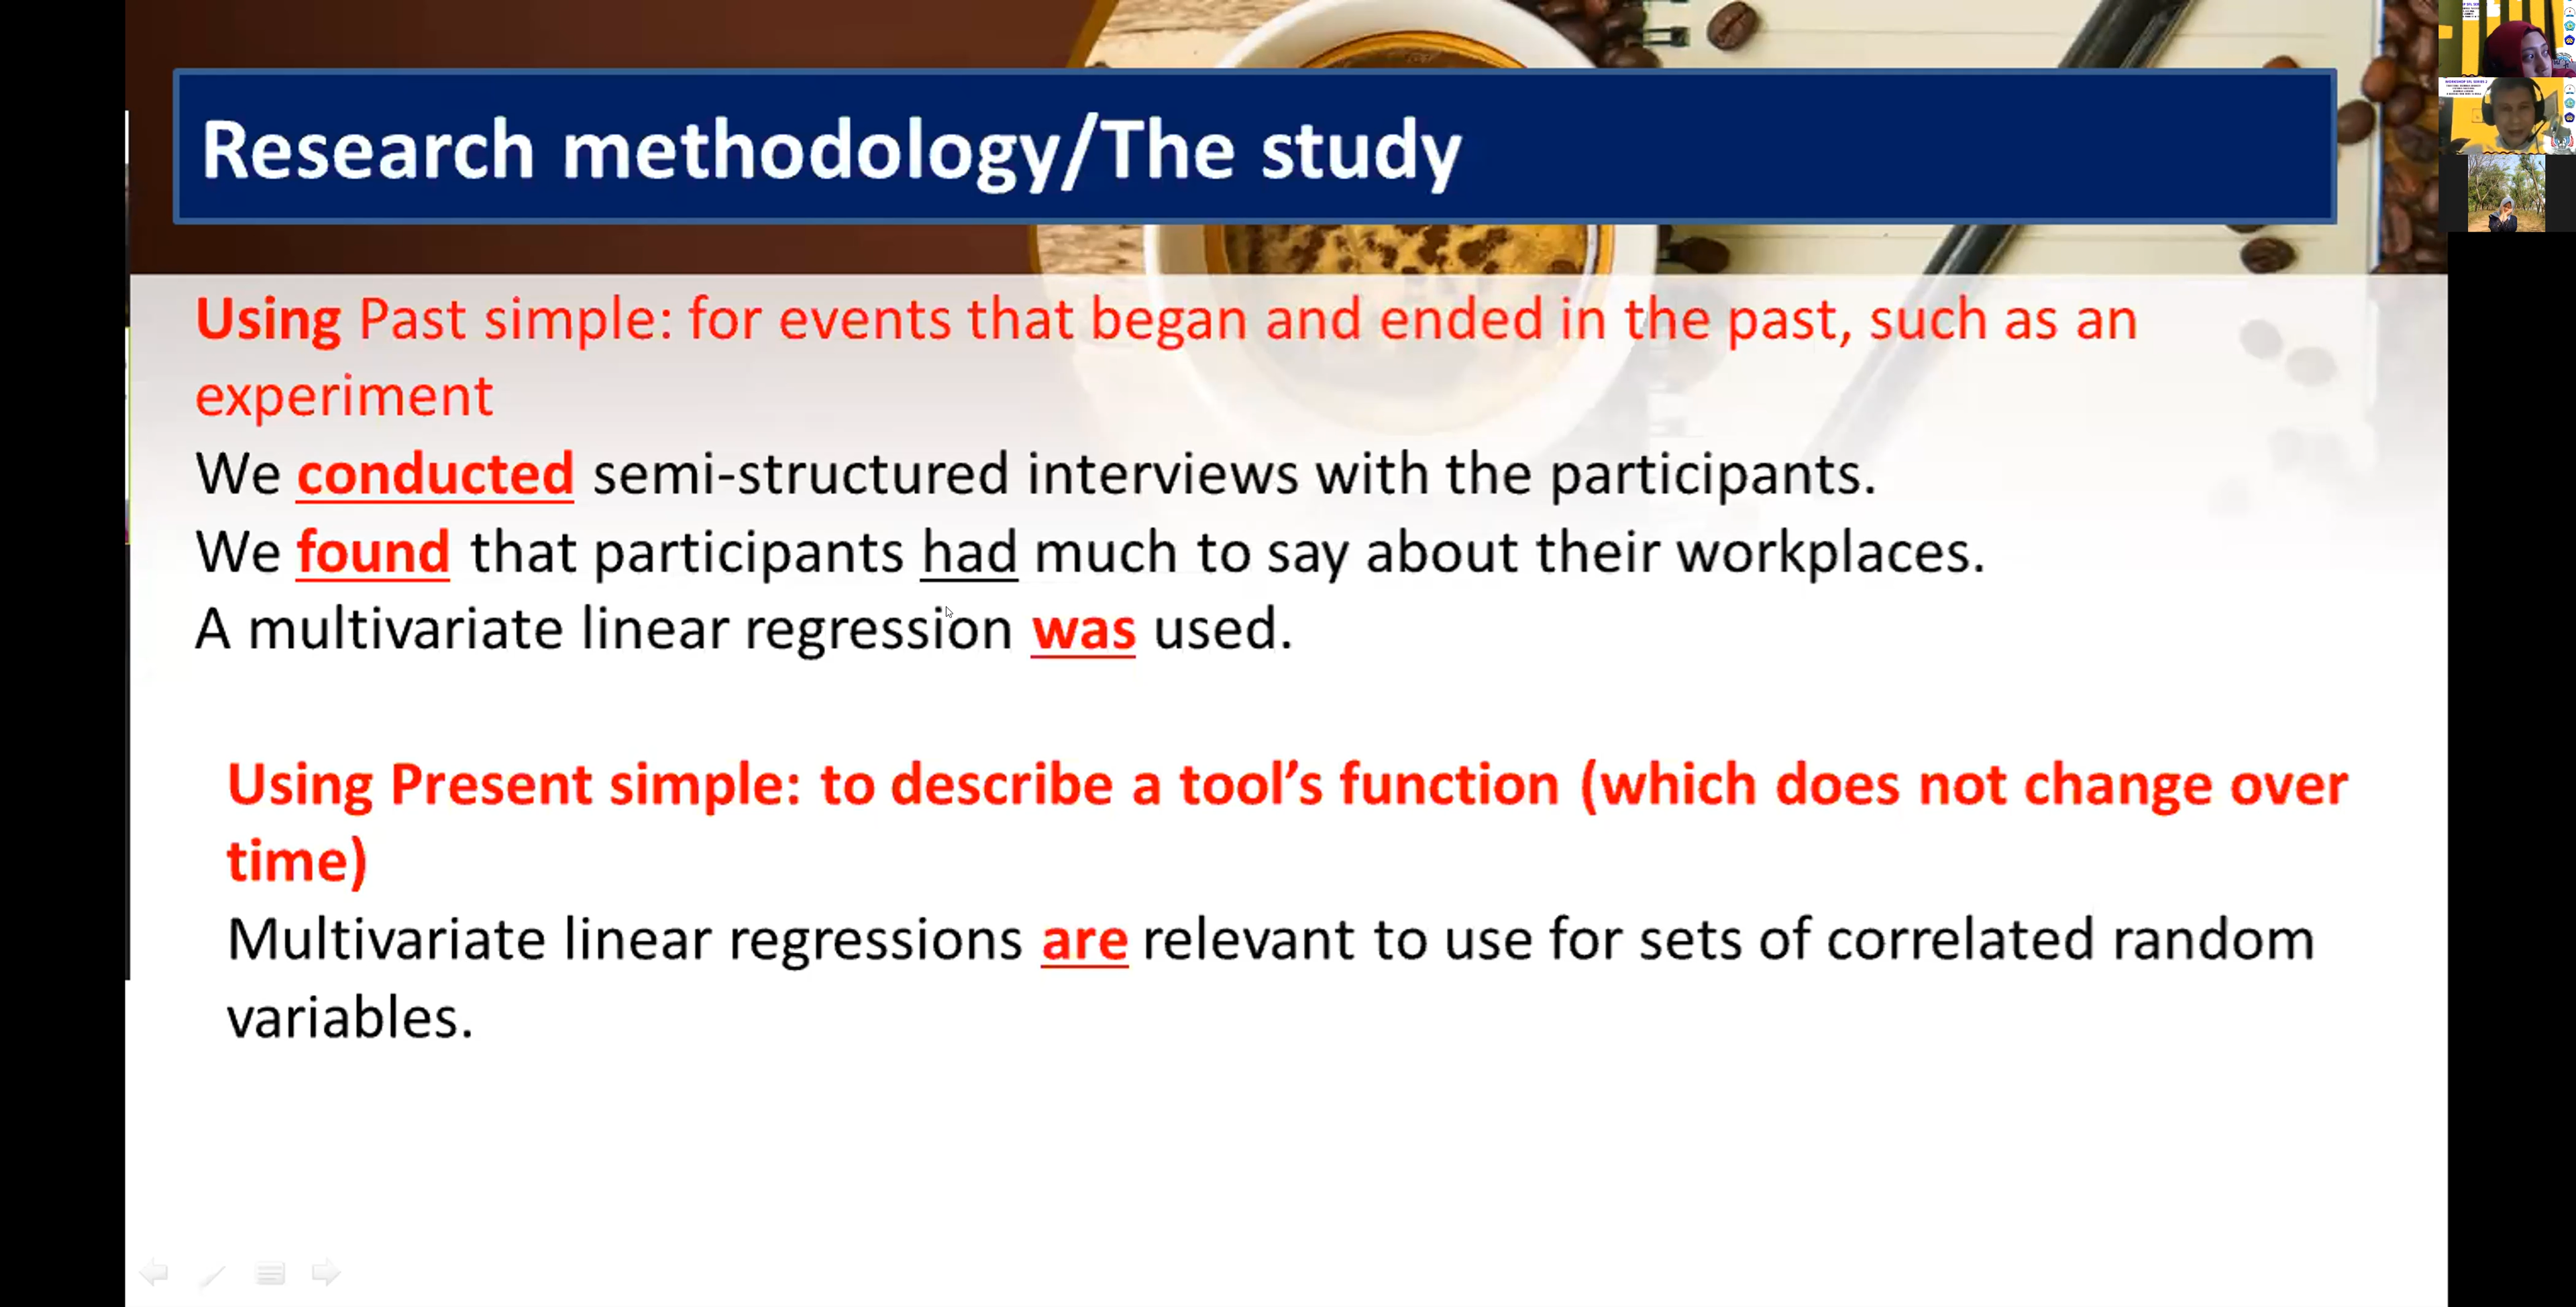 Research methodology/The study
Using Past simple: for events that began and ended in the past, such as an
experiment
We conducted semi-structured interviews with the participants.
We found that participants had much to say about their workplaces.
A multivariate linear regression was used.
Using Present simple: to describe a tool’s function (which does not change over
time)
Multivariate linear regressions are relevant to use for sets of correlated random
variables.